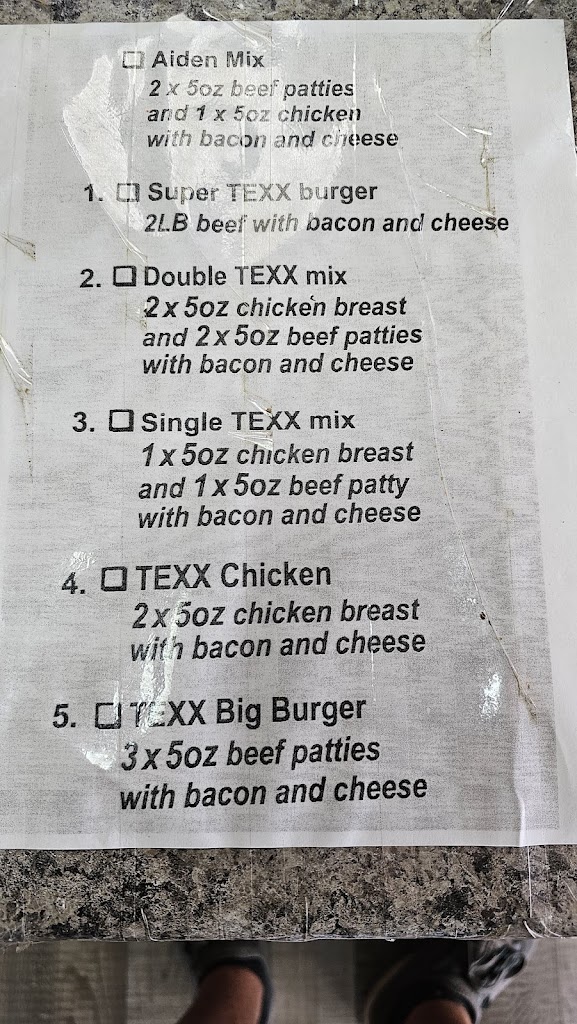 ☐ Aiden Mix
2 x 5oz beef patties
and 1 x 5oz chicken
with bacon and cheese
1. ☐ Super TEXX burger
2LB beef with bacon and cheese
2. ☐ Double TEXX mix
2 x 5oz chicken breast
and 2 x 5oz beef patties
with bacon and cheese
3. ☐ Single TEXX mix
1 x 5oz chicken breast
and 1 x 5oz beef patty
with bacon and cheese
4. ☐ TEXX Chicken
2 x 5oz chicken breast
with bacon and cheese
5. ☐ TEXX Big Burger
3 x 5oz beef patties
with bacon and cheese